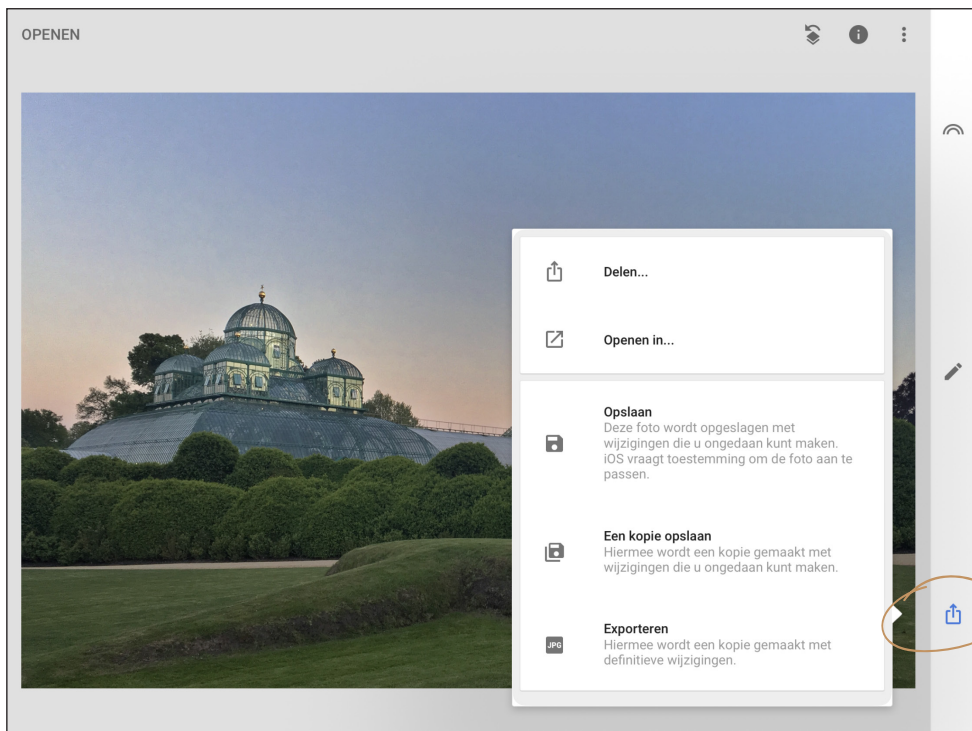 OPENEN
Delen...
Openen in...
Opslaan
Deze foto wordt opgeslagen met
wijzigingen die u ongedaan kunt maken.
iOS vraagt toestemming om de foto aan te
passen.
Een kopie opslaan
Hiermee wordt een kopie gemaakt met
wijzigingen die u ongedaan kunt maken.
JPG
Exporteren
Hiermee wordt een kopie gemaakt met
definitieve wijzigingen.